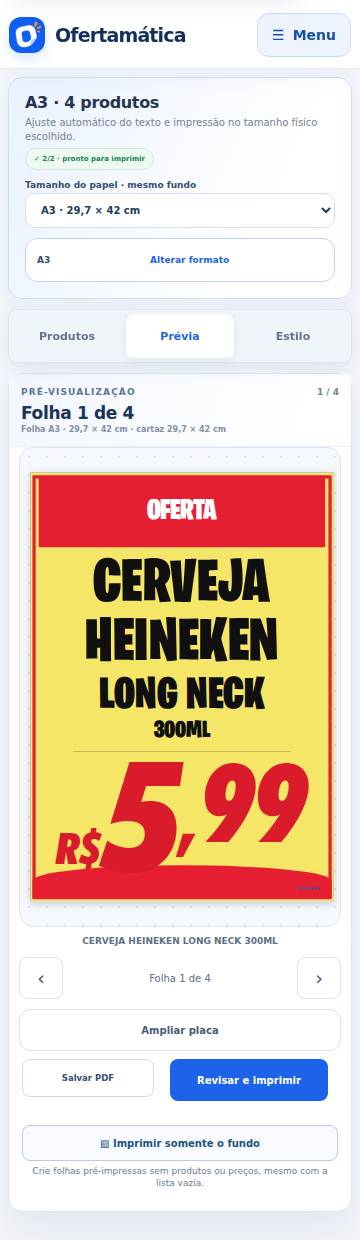 Ofertamática
☰ Menu
A3 · 4 produtos
Ajuste automático do texto e impressão no tamanho físico
escolhido.
✓ 2/2 · pronto para imprimir
Tamanho do papel · mesmo fundo
A3 · 29,7 × 42 cm
A3 Alterar formato
Produtos Prévia Estilo
PRÉ-VISUALIZAÇÃO 1 / 4
Folha 1 de 4
Folha A3 · 29,7 × 42 cm · cartaz 29,7 × 42 cm
OFERTA
CERVEJA
HEINEKEN
LONG NECK
300ML
R$5,99
CERVEJA HEINEKEN LONG NECK 300ML
‹ Folha 1 de 4 ›
Ampliar placa
Salvar PDF Revisar e imprimir
▧ Imprimir somente o fundo
Crie folhas pré-impressas sem produtos ou preços, mesmo com a
lista vazia.